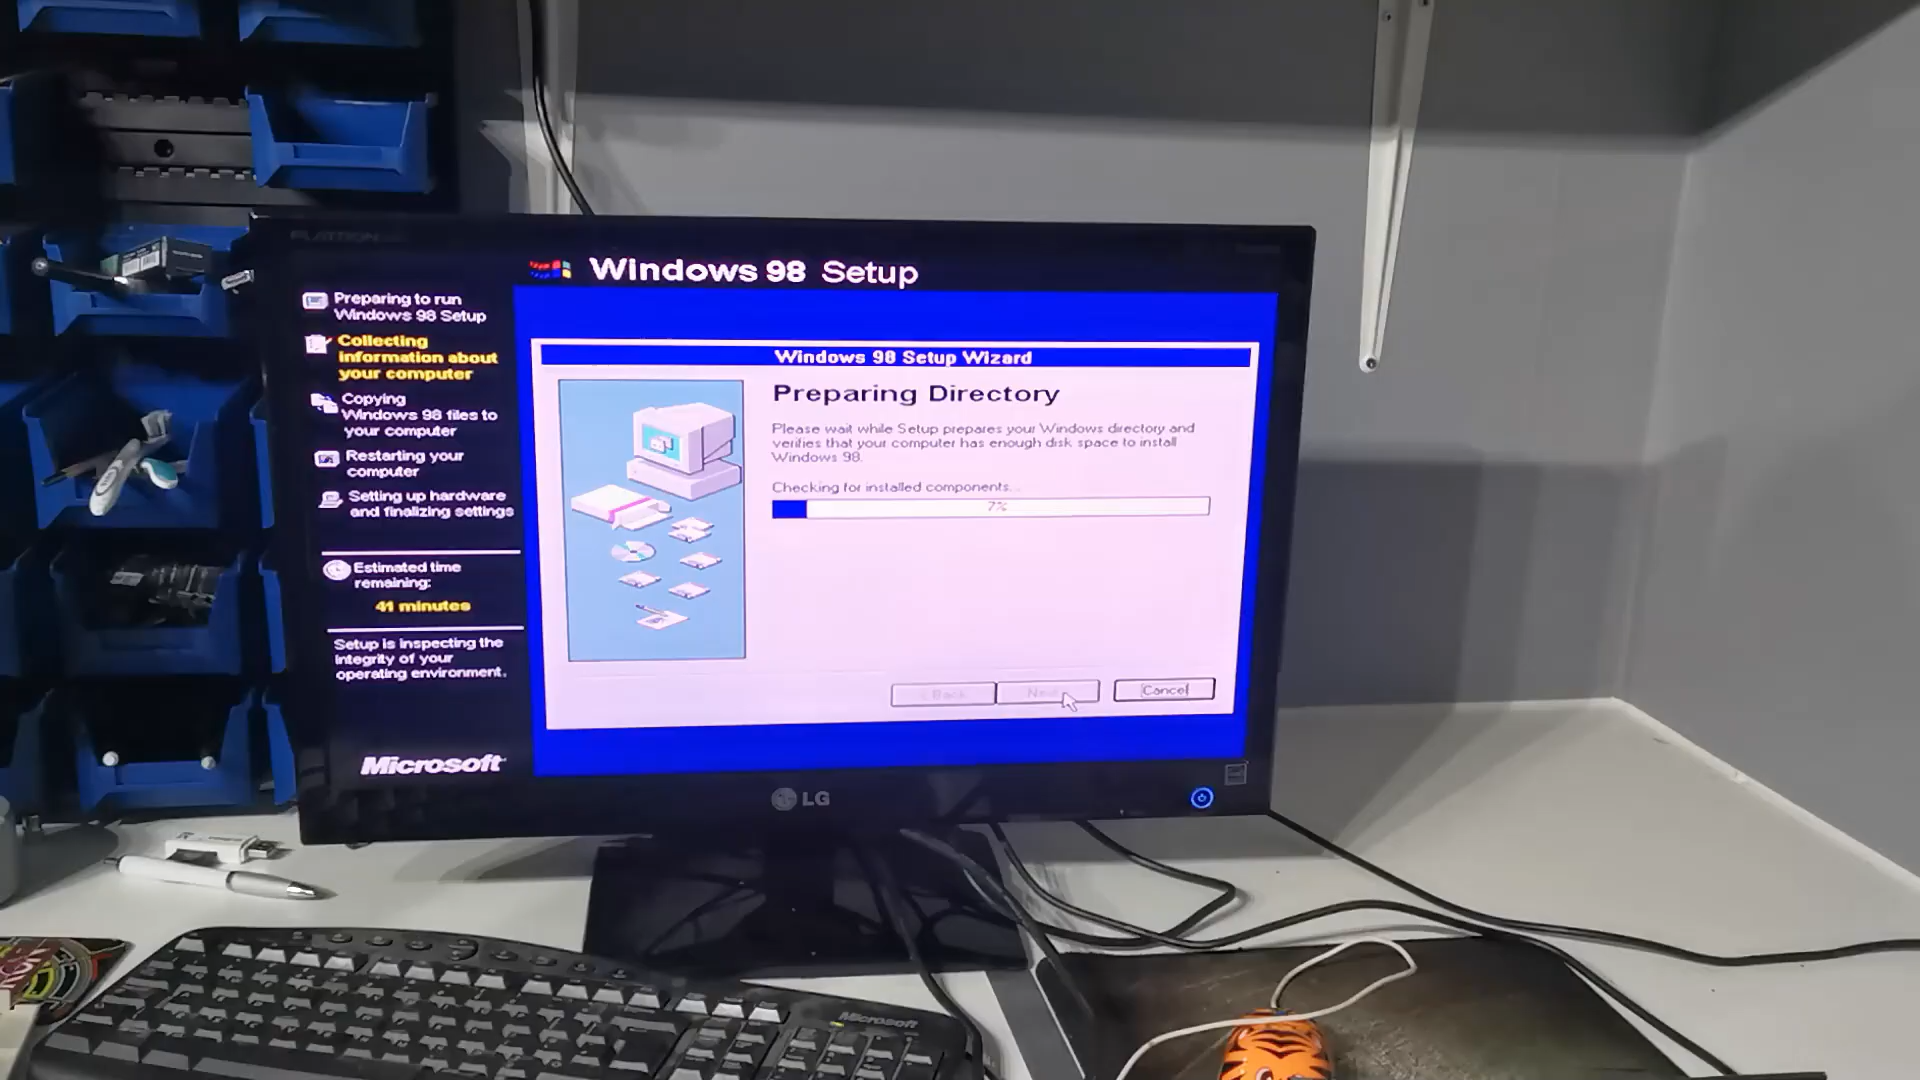 FLATRON
Windows 98 Setup
Preparing to run
Windows 98 Setup
Collecting
information about
your computer
Copying
Windows 98 files to
your computer
Restarting your
computer
Setting up hardware
and finalizing settings
Estimated time
remaining:
41 minutes
Setup is inspecting the
integrity of your
operating environment.
Microsoft
Windows 98 Setup Wizard
Preparing Directory
Please wait while Setup prepares your Windows directory and
verifies that your computer has enough disk space to install
Windows 98.
Checking for installed components...
7%
< Back
Next
Cancel
LG
Microsoft